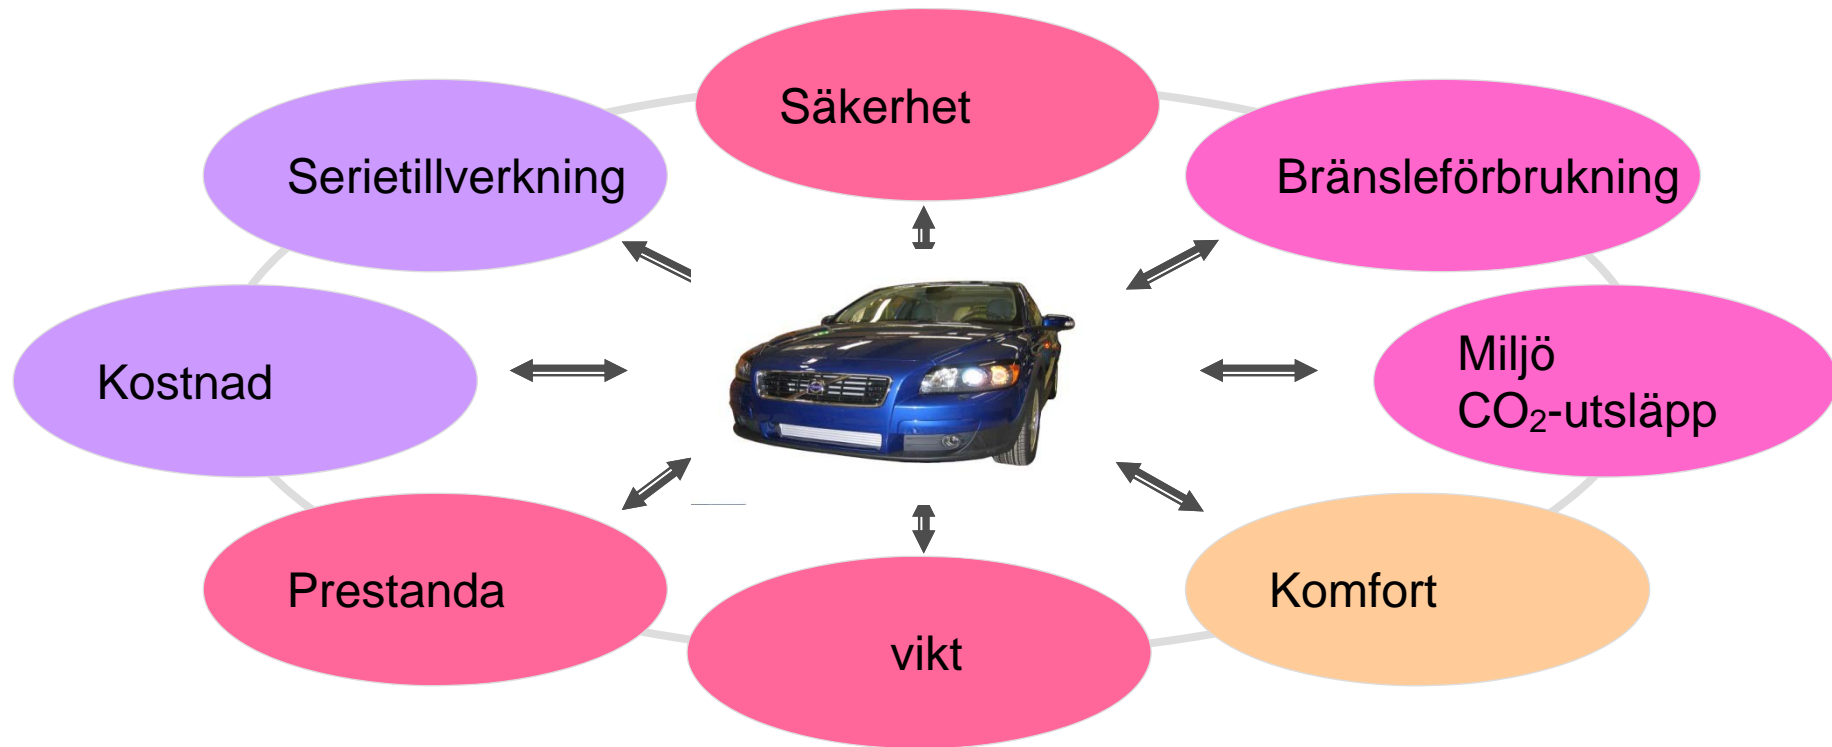 Säkerhet
Serietillverkning
Bränsleförbrukning
Kostnad
Miljö
CO₂-utsläpp
Prestanda
Komfort
vikt